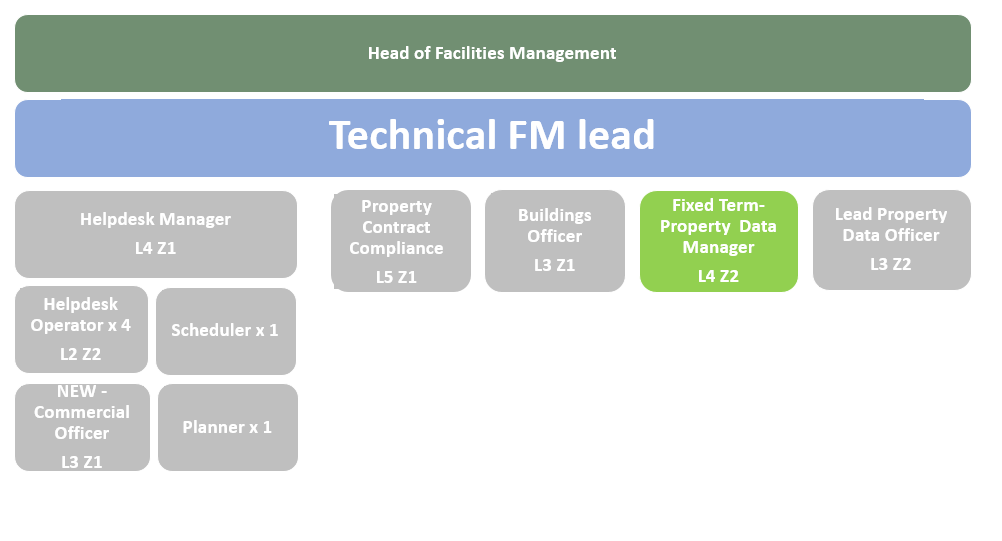 Head of Facilities Management
Technical FM lead
Helpdesk Manager
L4 Z1
Property
Contract
Compliance
L5 Z1
Buildings
Officer
L3 Z1
Fixed Term-
Property Data
Manager
L4 Z2
Lead Property
Data Officer
L3 Z2
Helpdesk
Operator x 4
L2 Z2
Scheduler x 1
NEW -
Commercial
Officer
L3 Z1
Planner x 1